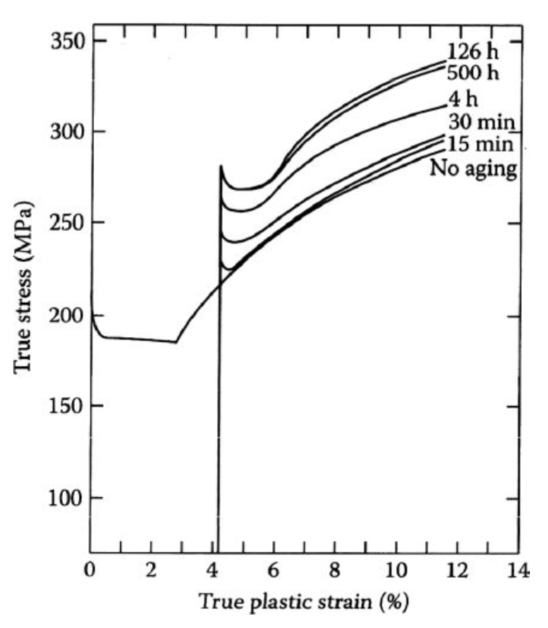 350
300
250
200
150
100
True stress (MPa)
126 h
500 h
4 h
30 min
15 min
No aging
0 2 4 6 8 10 12 14
True plastic strain (%)